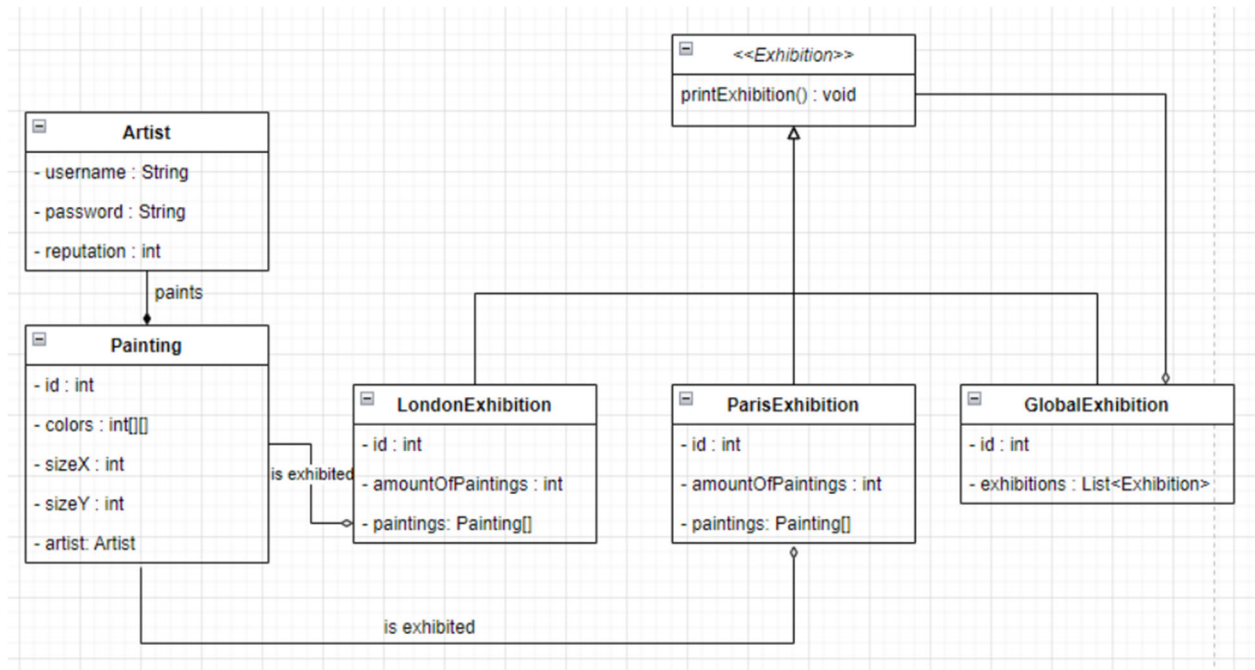 <<Exhibition>>
printExhibition() : void
Artist
- username : String
- password : String
- reputation : int
paints
Painting
- id : int
- colors : int[][]
- sizeX : int
- sizeY : int
- artist: Artist
is exhibited
is exhibited
LondonExhibition
- id : int
- amountOfPaintings : int
- paintings: Painting[]
ParisExhibition
- id : int
- amountOfPaintings : int
- paintings: Painting[]
GlobalExhibition
- id : int
- exhibitions : List<Exhibition>